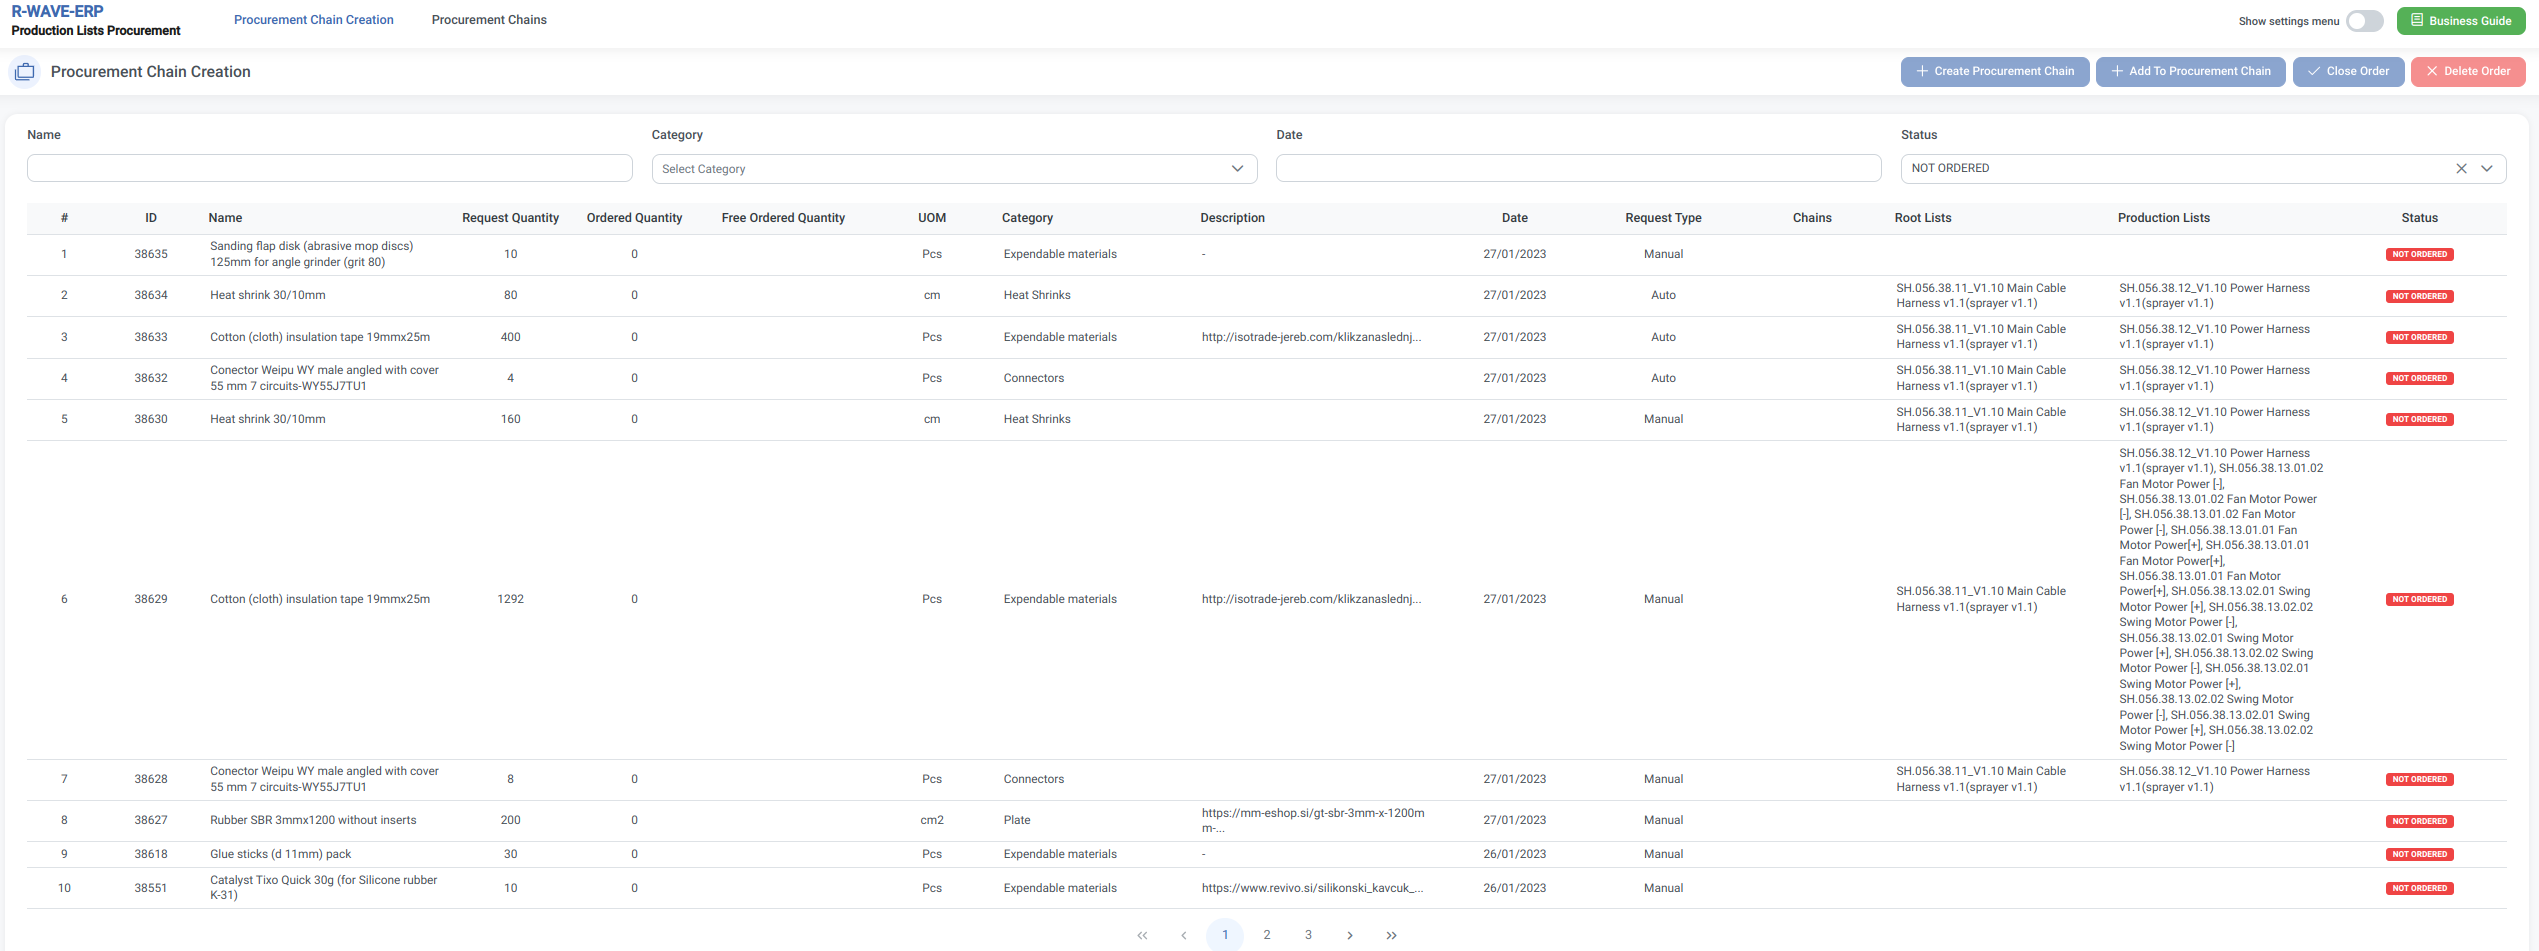 R-WAVE-ERP
Production Lists Procurement
Procurement Chain Creation
Procurement Chains
Show settings menu
Business Guide
Procurement Chain Creation
Create Procurement Chain
Add To Procurement Chain
Close Order
Delete Order
Name
Category
Date
Status
Select Category
NOT ORDERED
# ID Name Request Quantity Ordered Quantity Free Ordered Quantity UOM Category Description Date Request Type Chains Root Lists Production Lists Status
1 38635
Sanding flap disk (abrasive mop discs)
125mm for angle grinder (grit 80)
10 0 Pcs Expendable materials - 27/01/2023 Manual
NOT ORDERED
2 38634 Heat shrink 30/10mm 80 0 cm Heat Shrinks 27/01/2023 Auto
SH.056.38.11_V1.10 Main Cable
Harness v1.1(sprayer v1.1)
SH.056.38.12_V1.10 Power Harness
v1.1(sprayer v1.1)
NOT ORDERED
3 38633 Cotton (cloth) insulation tape 19mmx25m 400 0 Pcs Expendable materials http://isotrade-jereb.com/klikzanaslednj... 27/01/2023 Auto
SH.056.38.11_V1.10 Main Cable
Harness v1.1(sprayer v1.1)
SH.056.38.12_V1.10 Power Harness
v1.1(sprayer v1.1)
NOT ORDERED
4 38632
Conector Weipu WY male angled with cover
55 mm 7 circuits-WY55J7TU1
4 0 Pcs Connectors 27/01/2023 Auto
SH.056.38.11_V1.10 Main Cable
Harness v1.1(sprayer v1.1)
SH.056.38.12_V1.10 Power Harness
v1.1(sprayer v1.1)
NOT ORDERED
5 38630 Heat shrink 30/10mm 160 0 cm Heat Shrinks 27/01/2023 Manual
SH.056.38.11_V1.10 Main Cable
Harness v1.1(sprayer v1.1)
SH.056.38.12_V1.10 Power Harness
v1.1(sprayer v1.1)
NOT ORDERED
6 38629 Cotton (cloth) insulation tape 19mmx25m 1292 0 Pcs Expendable materials http://isotrade-jereb.com/klikzanaslednj... 27/01/2023 Manual
SH.056.38.11_V1.10 Main Cable
Harness v1.1(sprayer v1.1)
SH.056.38.12_V1.10 Power Harness
v1.1(sprayer v1.1), SH.056.38.13.01.02
Fan Motor Power [-],
SH.056.38.13.01.02 Fan Motor Power
[-], SH.056.38.13.01.02 Fan Motor
Power [-], SH.056.38.13.01.01 Fan
Motor Power[+], SH.056.38.13.01.01
Fan Motor Power[+],
SH.056.38.13.01.01 Fan Motor
Power[+], SH.056.38.13.02.01 Swing
Motor Power [+], SH.056.38.13.02.02
Swing Motor Power [-],
SH.056.38.13.02.01 Swing Motor
Power [+], SH.056.38.13.02.02 Swing
Motor Power [-], SH.056.38.13.02.01
Swing Motor Power [+],
SH.056.38.13.02.02 Swing Motor
Power [-], SH.056.38.13.02.01 Swing
Motor Power [+], SH.056.38.13.02.02
Swing Motor Power [-]
NOT ORDERED
7 38628
Conector Weipu WY male angled with cover
55 mm 7 circuits-WY55J7TU1
8 0 Pcs Connectors 27/01/2023 Manual
SH.056.38.11_V1.10 Main Cable
Harness v1.1(sprayer v1.1)
SH.056.38.12_V1.10 Power Harness
v1.1(sprayer v1.1)
NOT ORDERED
8 38627 Rubber SBR 3mmx1200 without inserts 200 0 cm2 Plate
https://mm-eshop.si/gt-sbr-3mm-x-1200m
m-...
27/01/2023 Manual
NOT ORDERED
9 38618 Glue sticks (d 11mm) pack 30 0 Pcs Expendable materials - 26/01/2023 Manual
NOT ORDERED
10 38551
Catalyst Tixo Quick 30g (for Silicone rubber
K-31)
10 0 Pcs Expendable materials https://www.revivo.si/silikonski_kavcuk_... 26/01/2023 Manual
NOT ORDERED
« ‹ 1 2 3 › »